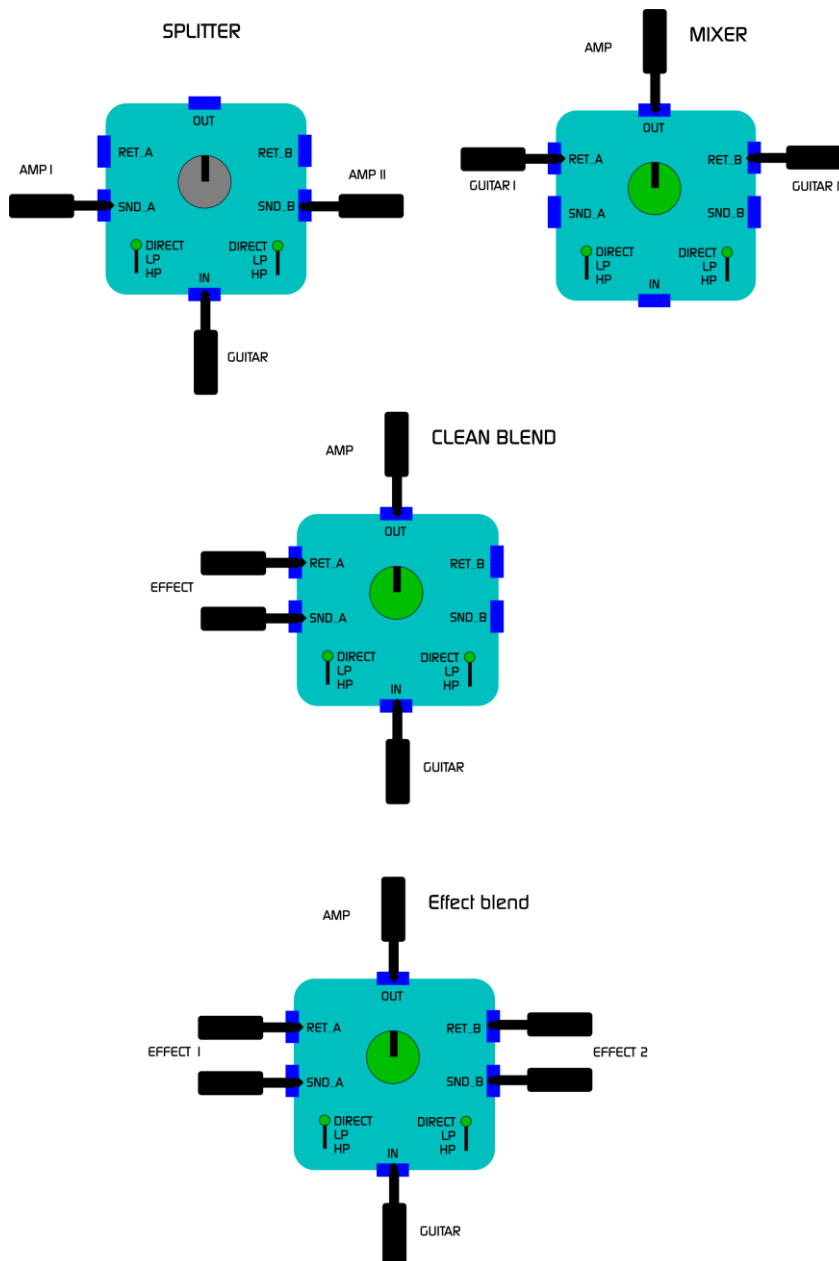 SPLITTER
OUT
RET_A
RET_B
AMP I
AMP II
SND_A
SND_B
DIRECT
LP
HP
DIRECT
LP
HP
IN
GUITAR
MIXER
AMP
OUT
RET_A
RET_B
GUITAR I
GUITAR I
SND_A
SND_B
DIRECT
LP
HP
DIRECT
LP
HP
IN
CLEAN BLEND
AMP
OUT
RET_A
RET_B
EFFECT
SND_A
SND_B
DIRECT
LP
HP
DIRECT
LP
HP
IN
GUITAR
Effect blend
AMP
OUT
RET_A
RET_B
EFFECT 1
EFFECT 2
SND_A
SND_B
DIRECT
LP
HP
DIRECT
LP
HP
IN
GUITAR